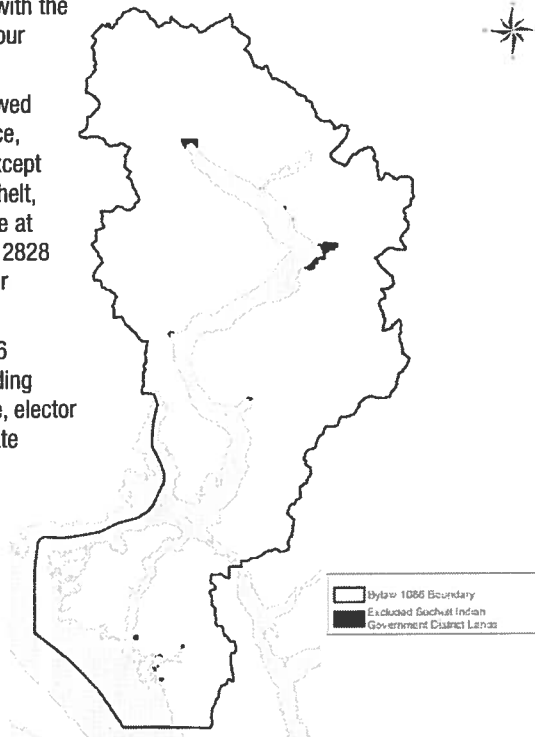 with the
our
wed
ce,
xcept
helt,
e at
2828
r
6
ding
e, elector
te
Bylaw 1086 Boundary
Excluded Sechelt Indian
Government District Lands